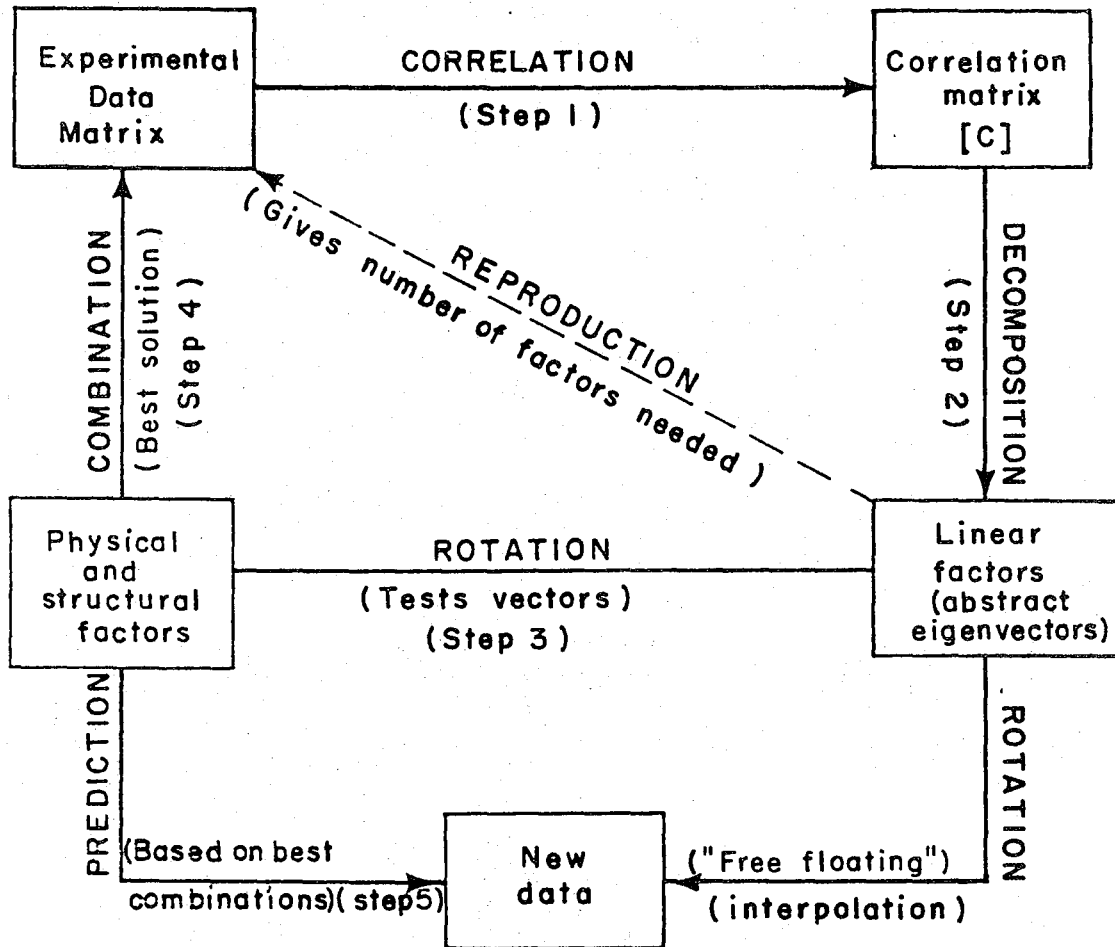 Experimental
Data
Matrix
CORRELATION
(Step 1)
Correlation
matrix
[C]
COMBINATION
(Best solution)
(Step 4)
REPRODUCTION
(Gives number of factors needed)
DECOMPOSITION
(Step 2)
Physical
and
structural
factors
ROTATION
(Tests vectors)
(Step 3)
Linear
factors
(abstract
eigenvectors)
PREDICTION
(Based on best
combinations)(step5)
New
data
("Free floating")
(interpolation)
ROTATION